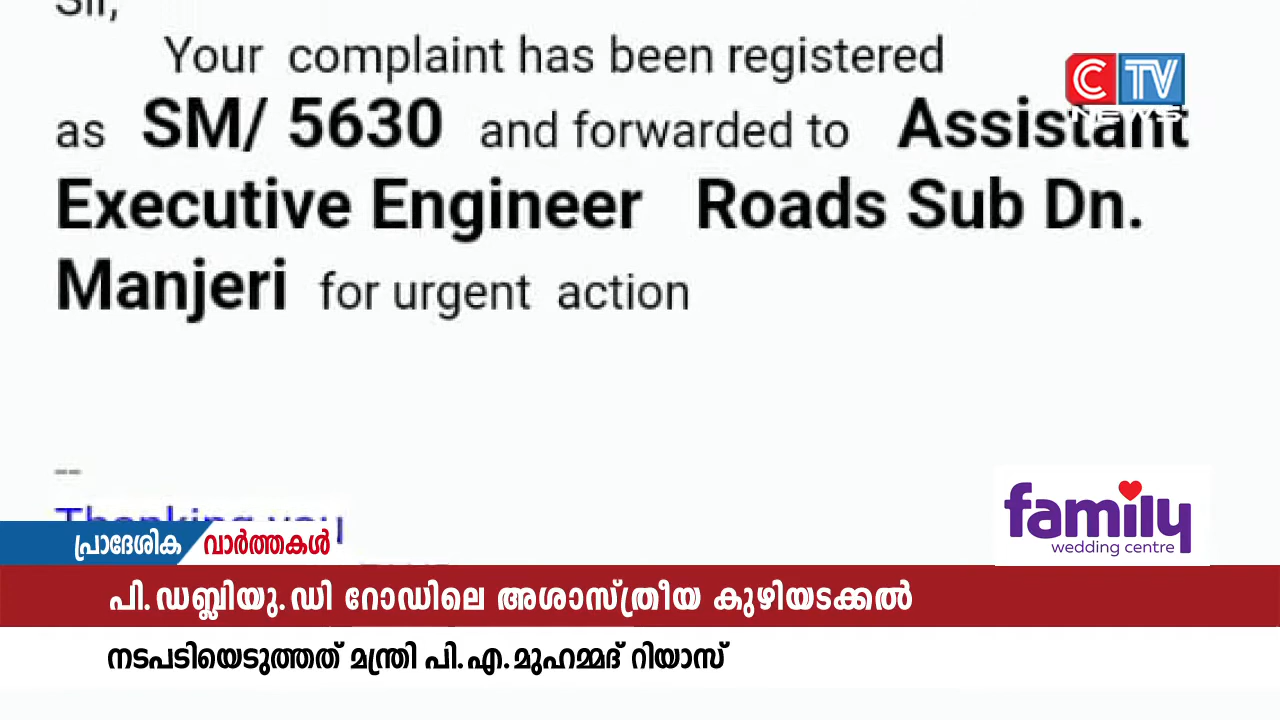 Sir,
Your complaint has been registered
as SM/ 5630 and forwarded to Assistant
Executive Engineer Roads Sub Dn.
Manjeri for urgent action
--
Thanking you
CTV
NEWS
family
wedding centre
പ്രാദേശിക വാർത്തകൾ
പി.ഡബ്ലിയു.ഡി റോഡിലെ അശാസ്ത്രീയ കുഴിയടക്കൽ
നടപടിയെടുത്തത് മന്ത്രി പി.എ.മുഹമ്മദ് റിയാസ്